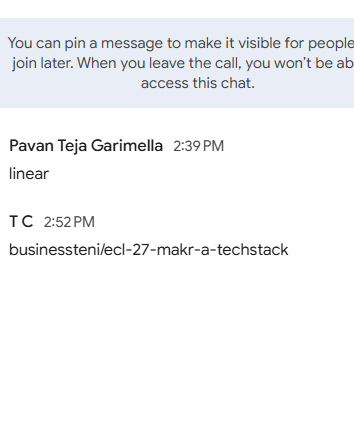 You can pin a message to make it visible for people
join later. When you leave the call, you won't be ab
access this chat.
Pavan Teja Garimella 2:39 PM
linear
T C 2:52 PM
businessteni/ecl-27-makr-a-techstack